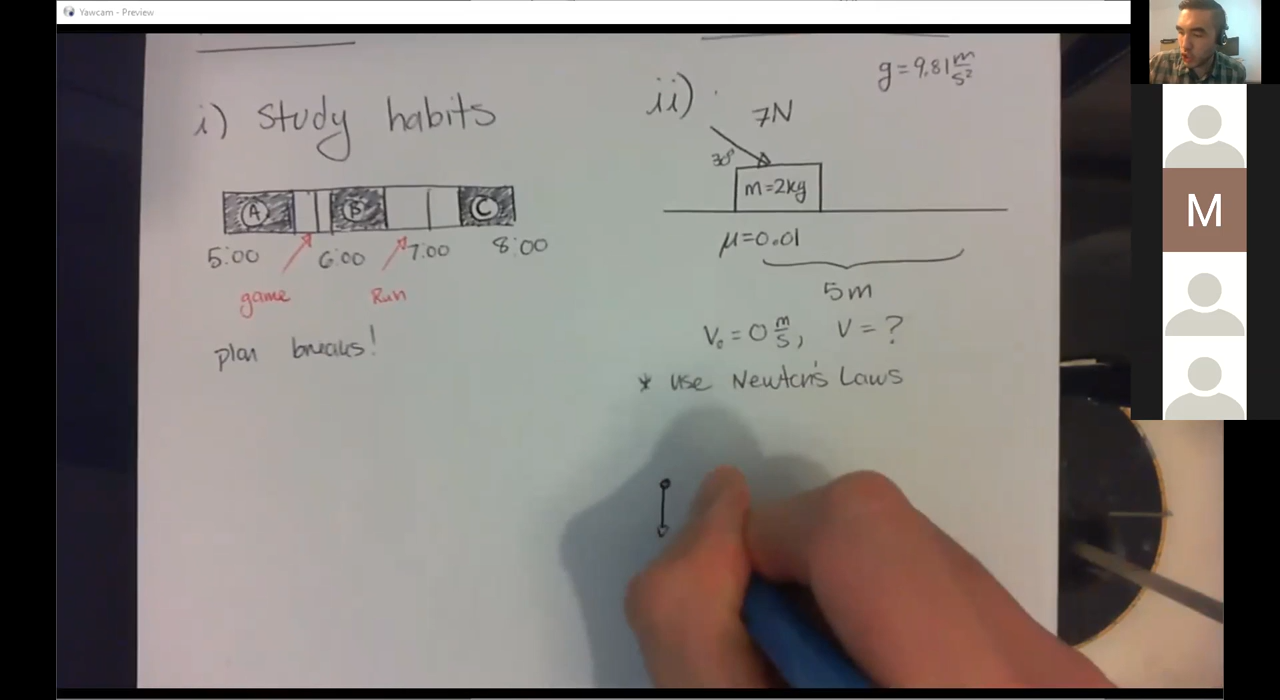 Yawcam - Preview
i) Study habits
A B C
5:00 6:00 7:00 8:00
game Run
plan breaks!
ii)
g = 9.81 m/s²
7N
30°
m=2kg
μ=0.01
5m
V₀ = 0 m/s, V = ?
* use Newton's Laws
M